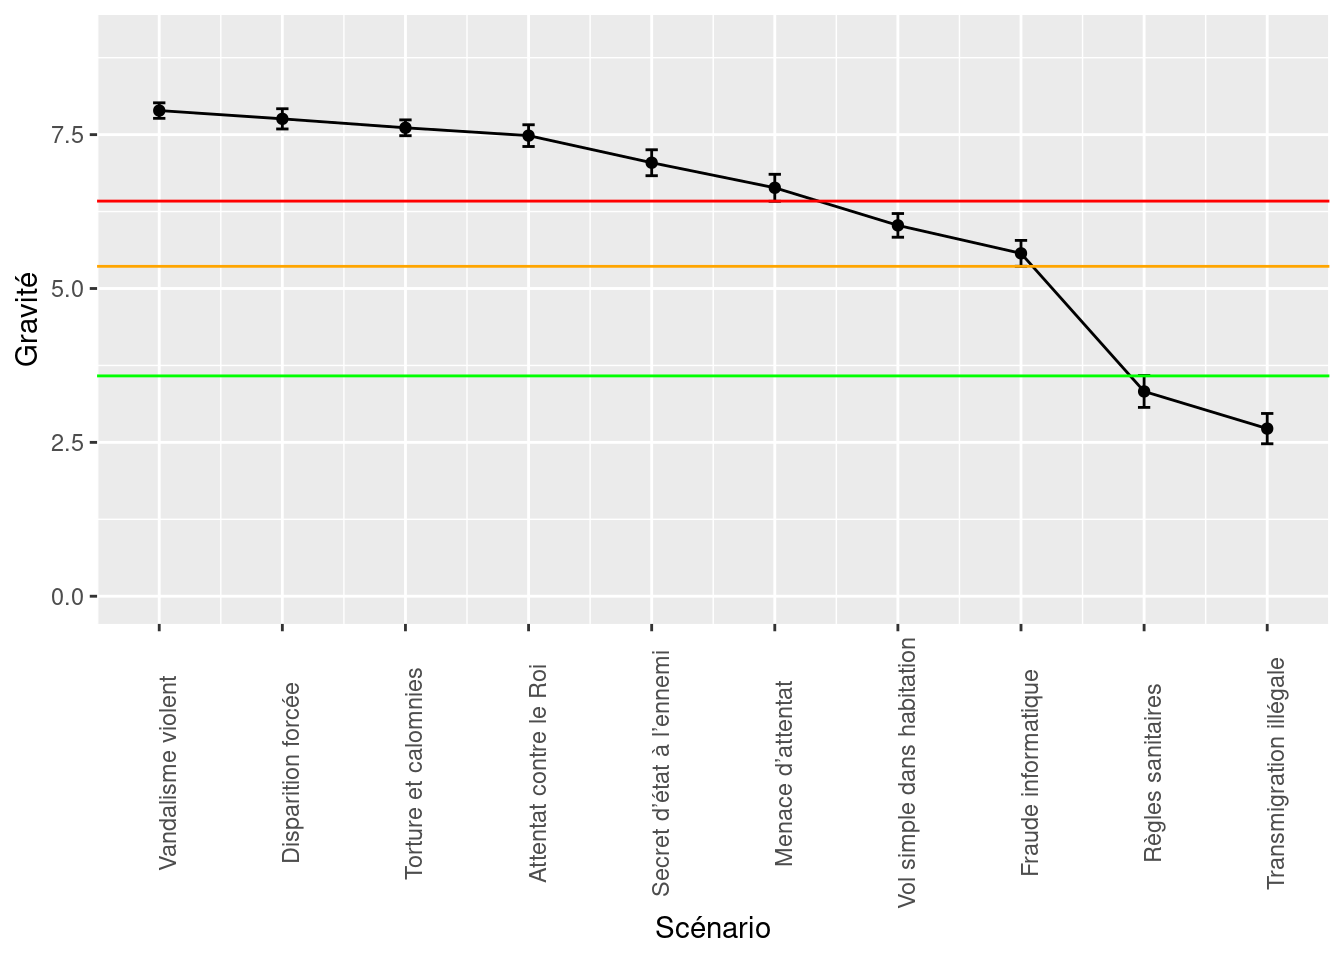 Gravité
7.5
5.0
2.5
0.0
Vandalisme violent
Disparition forcée
Torture et calomnies
Attentat contre le Roi
Secret d’état à l’ennemi
Menace d’attentat
Vol simple dans habitation
Fraude informatique
Règles sanitaires
Transmigration illégale
Scénario